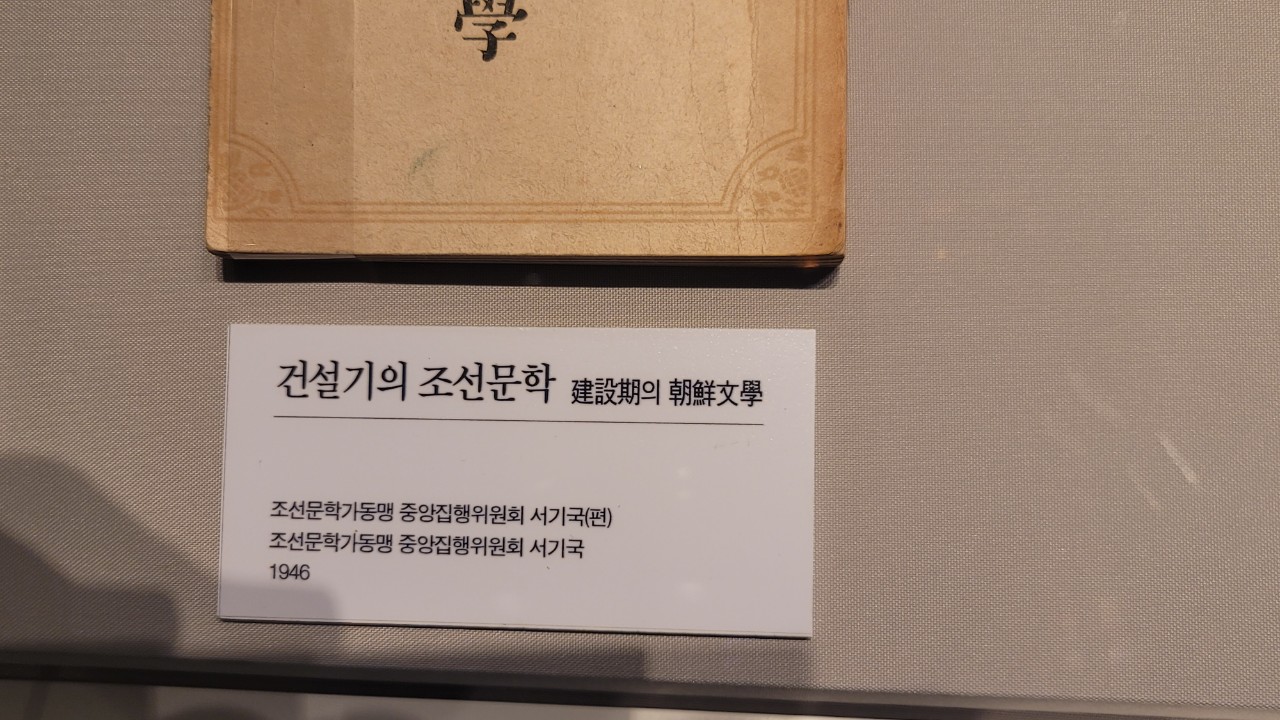 學
건설기의 조선문학 建設期의 朝鮮文學
조선문학가동맹 중앙집행위원회 서기국(편)
조선문학가동맹 중앙집행위원회 서기국
1946